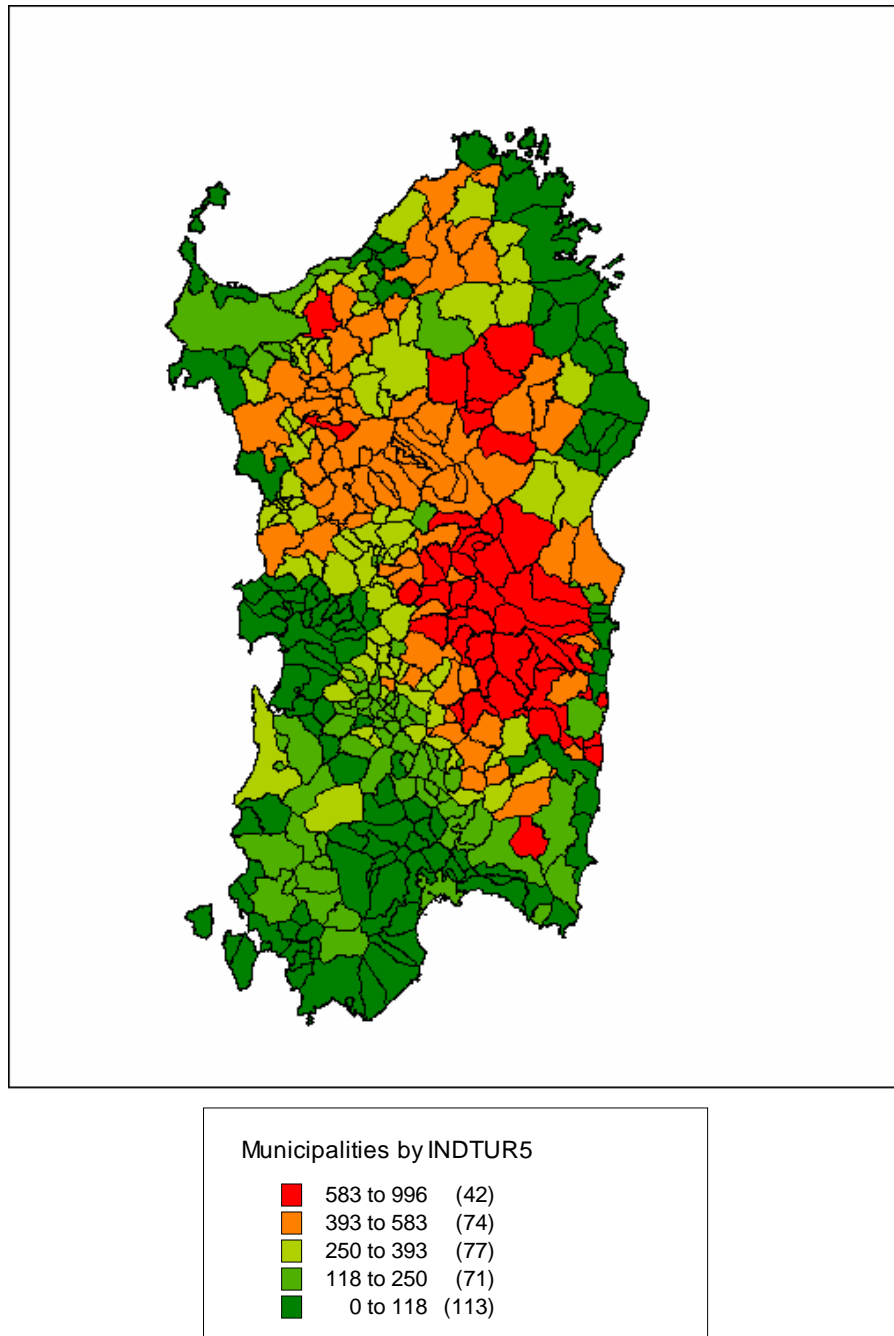 Municipalities by INDTUR5
583 to 996 (42)
393 to 583 (74)
250 to 393 (77)
118 to 250 (71)
0 to 118 (113)